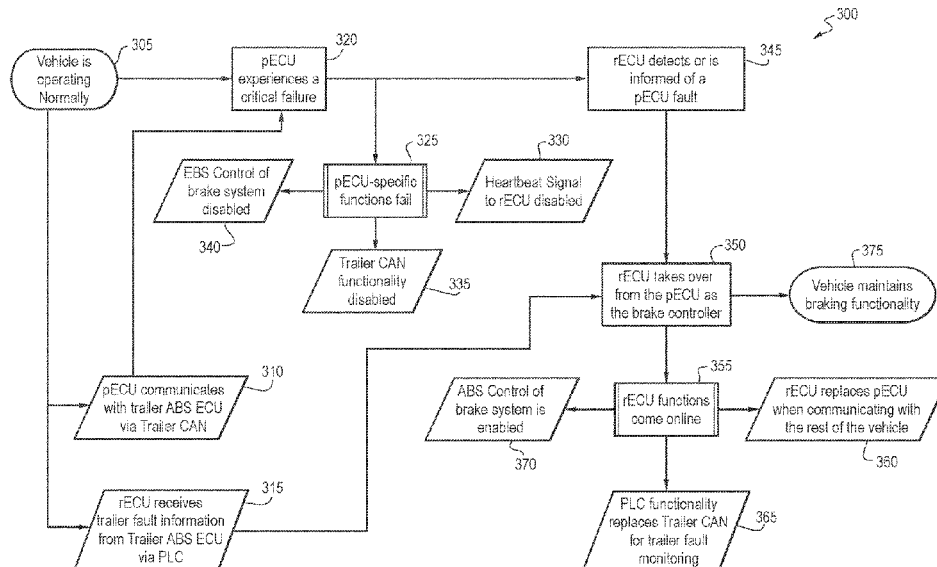 300
305
Vehicle is
operating
Normally
320
pECU
experiences a
critical failure
345
rECU detects or is
informed of a
pECU fault
325
pECU-specific
functions fail
330
Heartbeat Signal
to rECU disabled
EBS Control of
brake system
disabled
340
Trailer CAN
functionality
disabled
335
350
rECU takes over
from the pECU as
the brake controller
375
Vehicle maintains
braking functionality
310
pECU communicates
with trailer ABS ECU
via Trailer CAN
ABS Control of
brake system is
enabled
370
355
rECU functions
come online
rECU replaces pECU
when communicating with
the rest of the vehicle
360
315
rECU receives
trailer fault information
from Trailer ABS ECU
via PLC
PLC functionality
replaces Trailer CAN
for trailer fault
monitoring
365